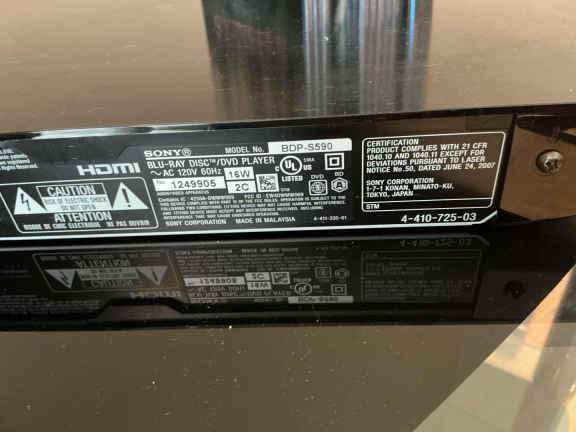 HDMI
CAUTION
RISK OF ELECTRIC SHOCK
DO NOT OPEN
ATTENTION
NE PAS OUVRIR
SONY
MODEL No. BDP-S590
BLU-RAY DISC™/DVD PLAYER
AC 120V 60Hz 16W
No. 1249905 2C
C UL US
LISTED
DVD
BD
SONY CORPORATION MADE IN MALAYSIA
CERTIFICATION
PRODUCT COMPLIES WITH 21 CFR
1040.10 AND 1040.11 EXCEPT FOR
DEVIATIONS PURSUANT TO LASER
NOTICE No.50, DATED JUNE 24, 2007
SONY CORPORATION
1-7-1 KONAN, MINATO-KU,
TOKYO, JAPAN
STM
4-410-725-03